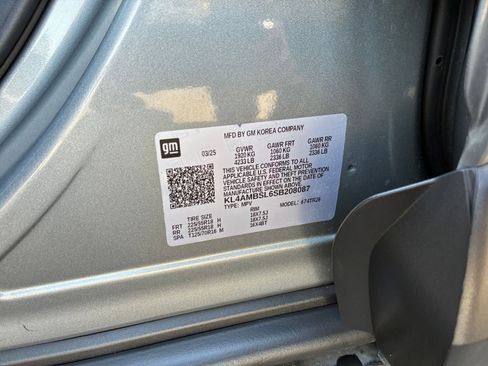 MFD BY GM KOREA COMPANY
gm
03/25 GVWR GAWR FRT GAWR RR
1920 KG 1060 KG 1060 KG
4233 LB 2336 LB 2336 LB
THIS VEHICLE CONFORMS TO ALL
APPLICABLE U.S. FEDERAL MOTOR
VEHICLE SAFETY AND THEFT
PREVENTION STANDARDS IN
EFFECT ON THE DATE OF
MANUFACTURE SHOWN ABOVE.
KL4AMBSL6SB208087
TYPE: MPV MODEL: 4TR26
TIRE SIZE RIM
FRT 225/55R18 H 18X7.5J
RR 225/55R18 H 18X7.5J
SPA T125/70R16 M 16X4BT